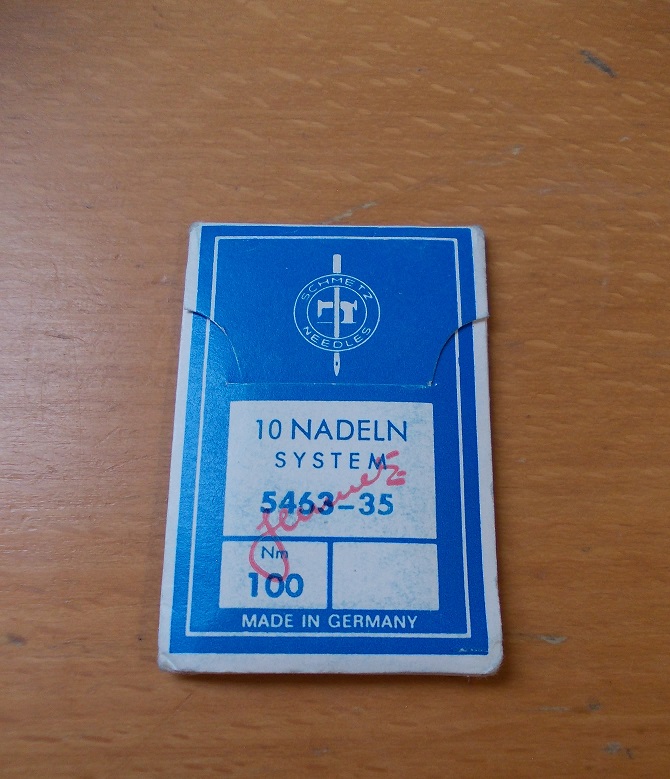 SCHMETZ
NEEDLES
10 NADELN
SYSTEM
5463-35
Nm
100
MADE IN GERMANY